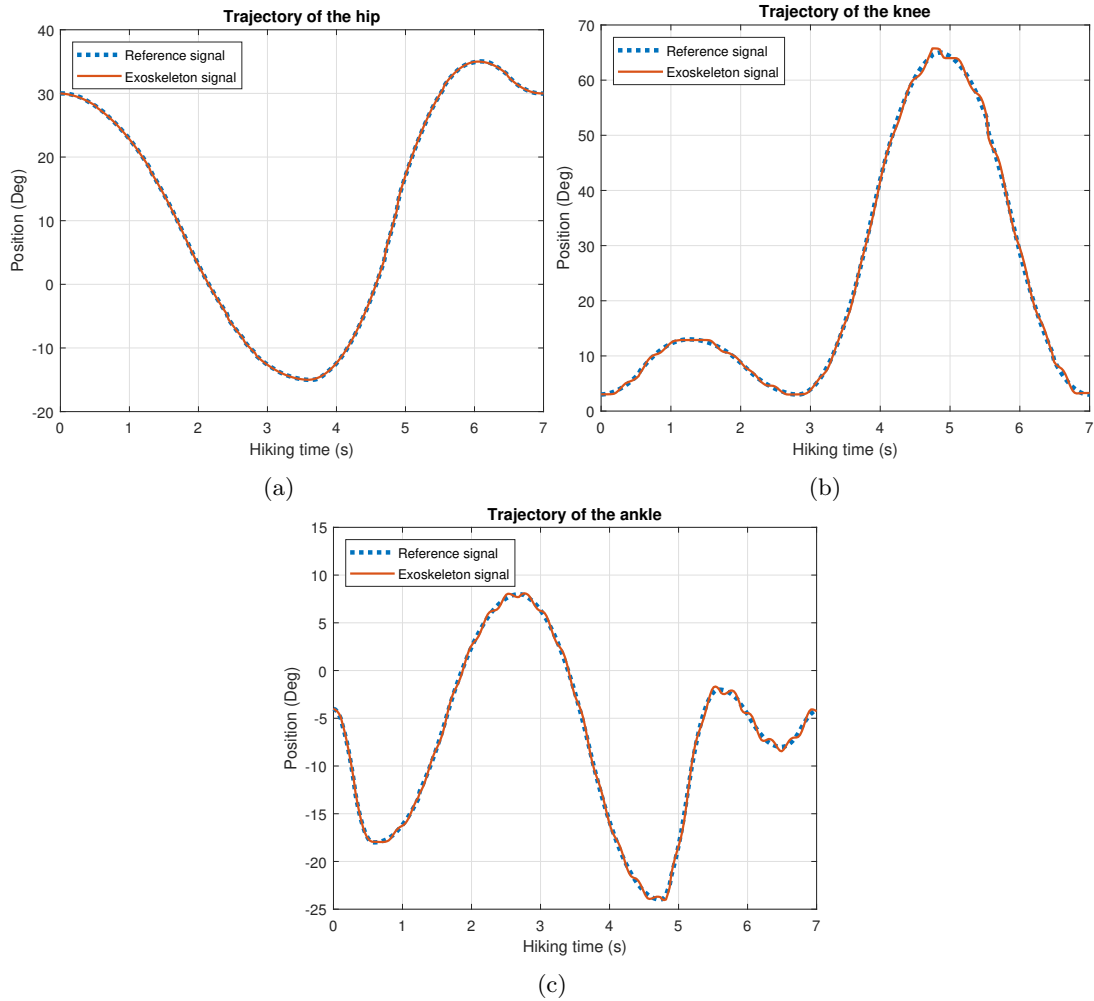 Trajectory of the hip
40
30
20
10
0
-10
-20
0 1 2 3 4 5 6 7
Position (Deg)
Hiking time (s)
Reference signal
Exoskeleton signal
(a)
Trajectory of the knee
70
60
50
40
30
20
10
0
0 1 2 3 4 5 6 7
Position (Deg)
Hiking time (s)
Reference signal
Exoskeleton signal
(b)
Trajectory of the ankle
15
10
5
0
-5
-10
-15
-20
-25
0 1 2 3 4 5 6 7
Position (Deg)
Hiking time (s)
Reference signal
Exoskeleton signal
(c)